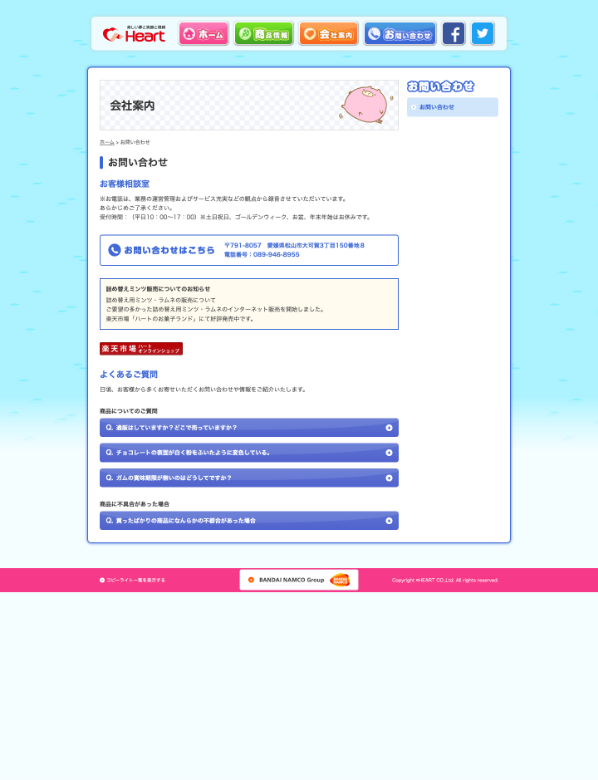 楽しい夢と笑顔と信頼
Heart
ホーム
商品情報
会社案内
お問い合わせ
会社案内
お問い合わせ
お問い合わせ
ホーム > お問い合わせ
お問い合わせ
お客様相談室
※お電話は、業務の運営管理およびサービス充実などの観点から録音させていただいています。
あらかじめご了承ください。
受付時間：（平日10：00～17：00）※土日祝日、ゴールデンウィーク、お盆、年末年始はお休みです。
お問い合わせはこちら
〒791-8057　愛媛県松山市大可賀3丁目150番地８
電話番号：089-946-8955
詰め替えミンツ販売についてのお知らせ
詰め替え用ミンツ・ラムネの販売について
ご要望の多かった詰め替え用ミンツ・ラムネのインターネット販売を開始しました。
楽天市場「ハートのお菓子ランド」にて好評発売中です。
楽天市場 ハート
オンラインショップ
よくあるご質問
日頃、お客様から多くお寄せいただくお問い合わせや情報をご紹介いたします。
商品についてのご質問
Q. 通販はしていますか？どこで売っていますか？
Q. チョコレートの表面が白く粉をふいたように変色している。
Q. ガムの賞味期限が無いのはどうしてですか？
商品に不具合があった場合
Q. 買ったばかりの商品になんらかの不都合があった場合
コピーライト一覧を表示する
BANDAI NAMCO Group
BANDAI
NAMCO
Copyright ©HEART CO.,Ltd. All rights reserved.